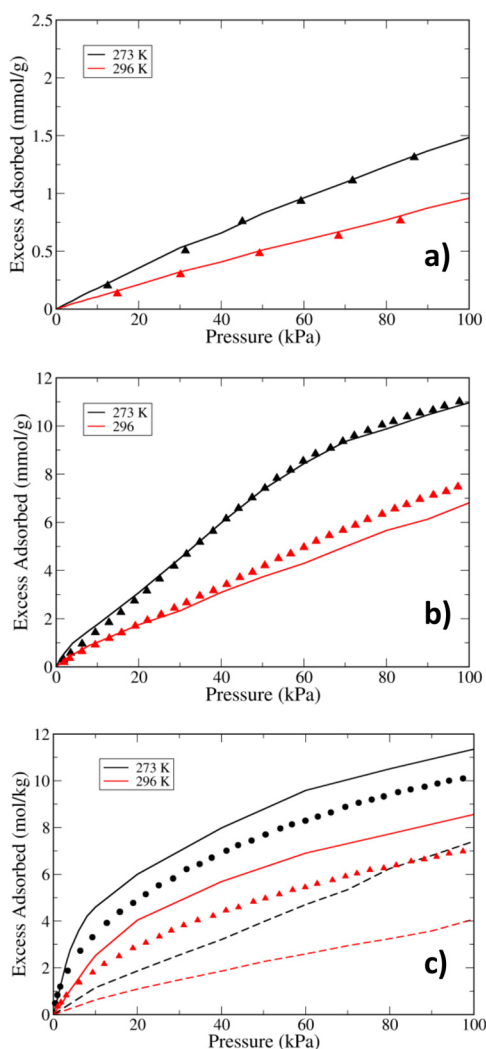 2.5
2
1.5
1
0.5
0
Excess Adsorbed (mmol/g)
273 K
296 K
a)
0 20 40 60 80 100
Pressure (kPa)
12
10
8
6
4
2
0
Excess Adsorbed (mmol/g)
273 K
296
b)
0 20 40 60 80 100
Pressure (kPa)
12
10
8
6
4
2
0
Excess Adsorbed (mol/kg)
273 K
296 K
c)
0 20 40 60 80 100
Pressure (kPa)